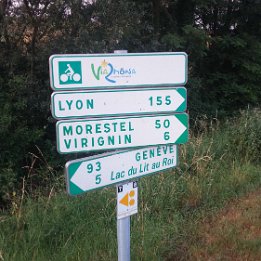 ViaRhôna
LYON 155
MORESTEL 50
VIRIGNIN 6
93 GENÈVE
5 Lac du Lit au Roi